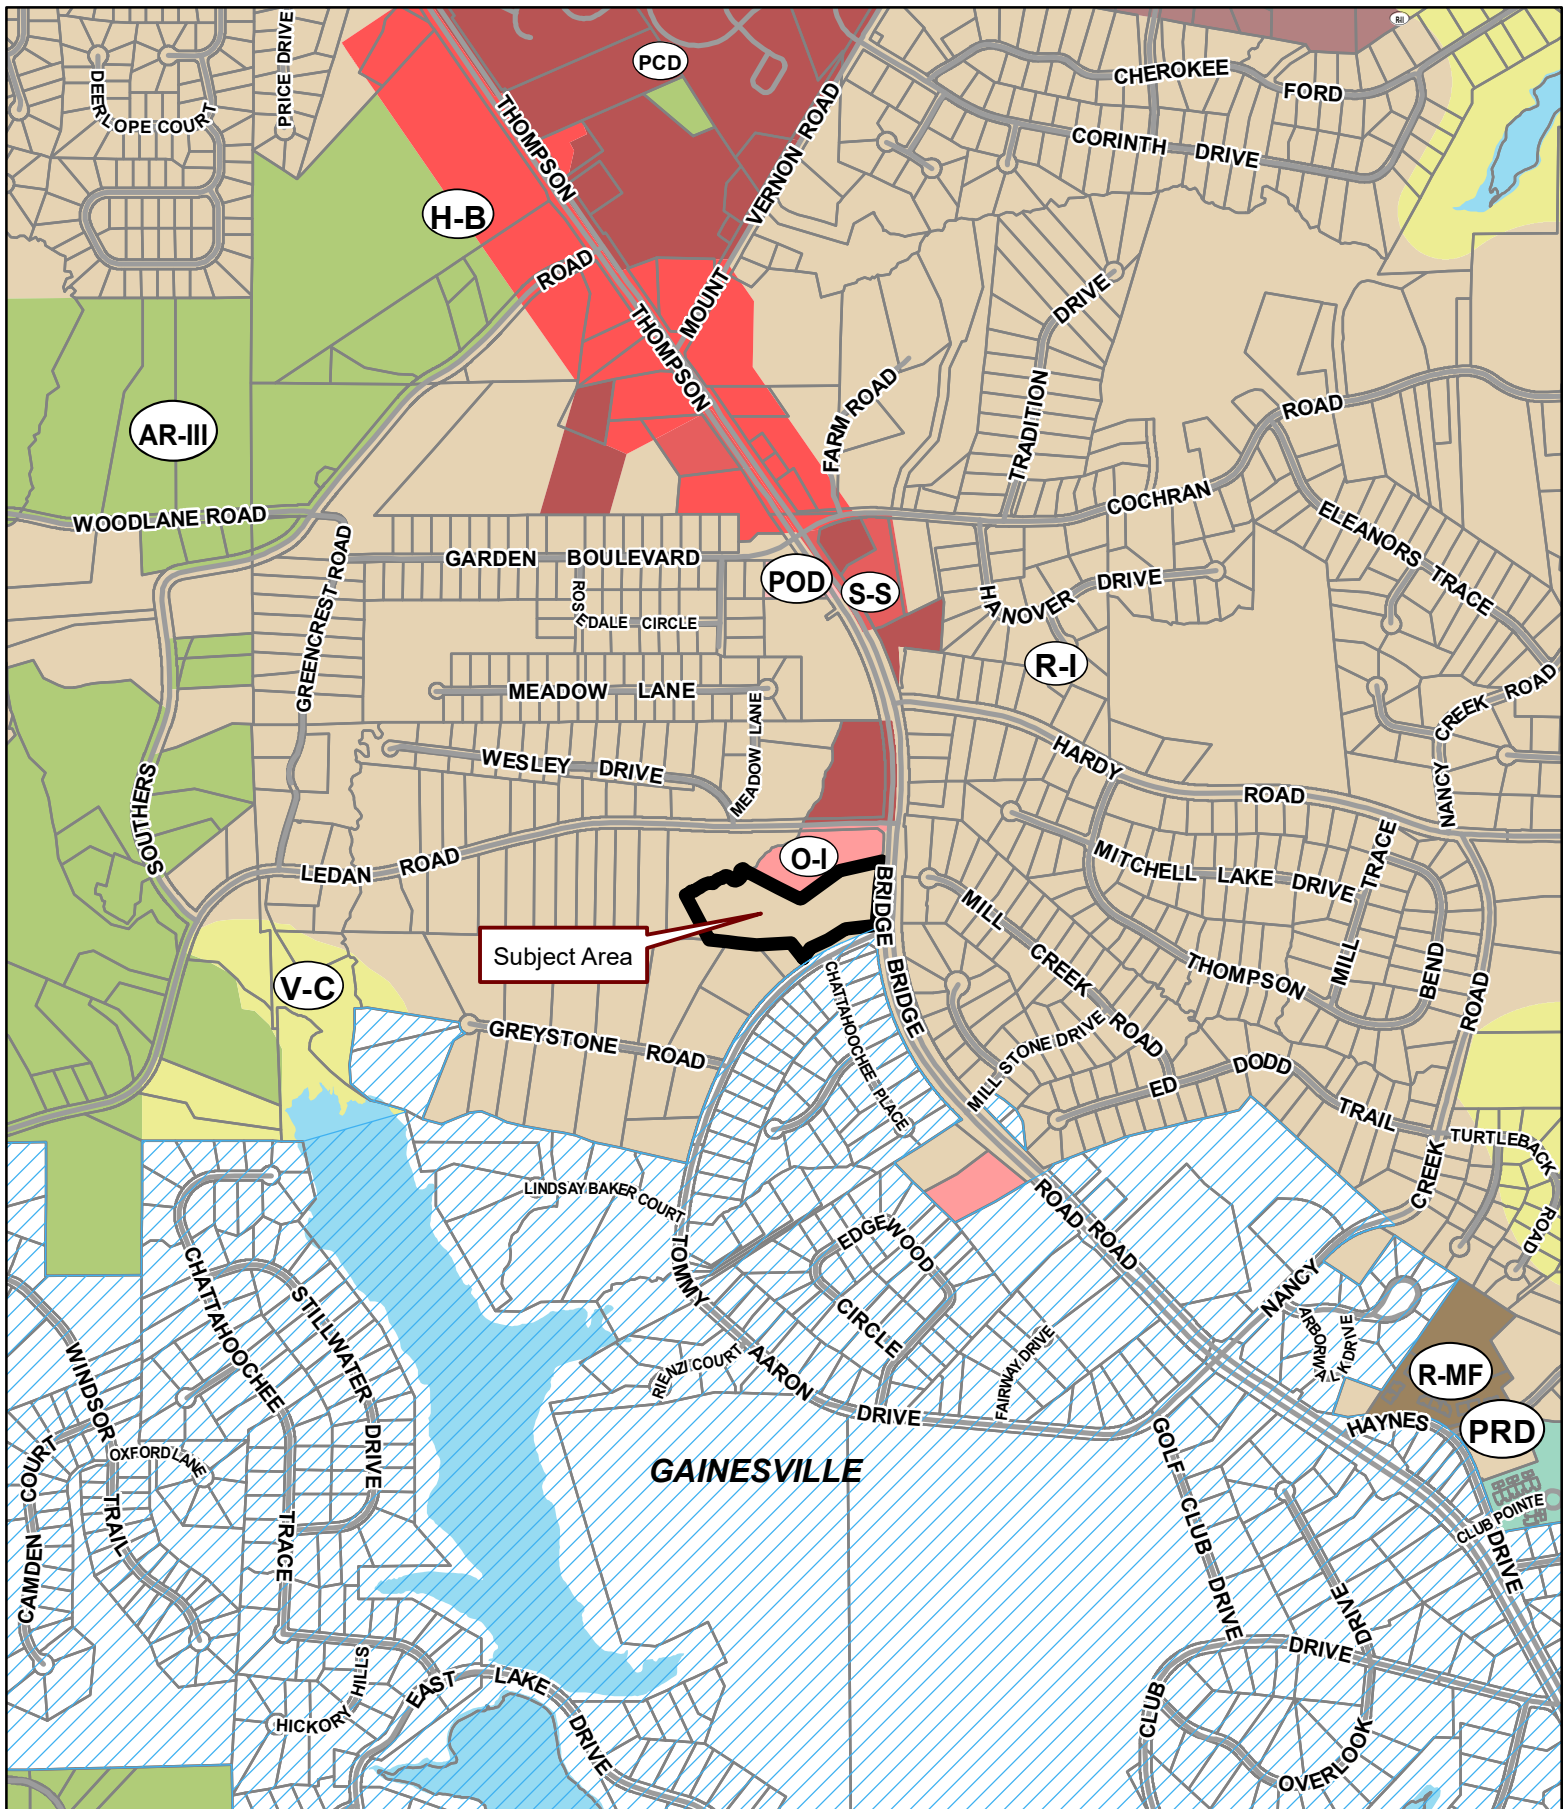 R-II
PRICE DRIVE
PCD
CHEROKEE
FORD
DEERLOPE COURT
THOMPSON
CORINTH DRIVE
VERNON ROAD
H-B
ROAD
MOUNT
DRIVE
THOMPSON
TRADITION
FARM ROAD
ROAD
AR-III
COCHRAN
WOODLANE ROAD
ELEANORS TRACE
GARDEN BOULEVARD
POD
S-S
HANOVER DRIVE
GREENCREST ROAD
ROSEDALE CIRCLE
R-I
MEADOW LANE
NANCY CREEK ROAD
MEADOW LANE
WESLEY DRIVE
HARDY
ROAD
SOUTHERS
O-I
MITCHELL LAKE DRIVE
MILL TRACE
LEDAN ROAD
BRIDGE
MILL
CREEK
ROAD
THOMPSON
BEND
ROAD
Subject Area
V-C
BRIDGE
CHATTAHOOCHEE PLACE
GREYSTONE ROAD
MILL STONE DRIVE
ED DODD
TRAIL
TURTLEBACK
ROAD
CREEK
LINDSAY BAKER COURT
ROAD
ROAD
EDGEWOOD
TOMMY
CIRCLE
NANCY
CHATTAHOOCHEE
STILLWATER
ARBORWALK DRIVE
WINDSOR
RIENZI COURT
AARON
FAIRWAY DRIVE
R-MF
DRIVE
HAYNES
PRD
DRIVE
COURT
OXFORD LANE
GAINESVILLE
GOLF
CLUB
DRIVE
TRAIL
CLUB POINTE
DRIVE
CAMDEN
TRACE
DRIVE
DRIVE
HICKORY HILLS
EAST LAKE
DRIVE
CLUB
OVERLOOK